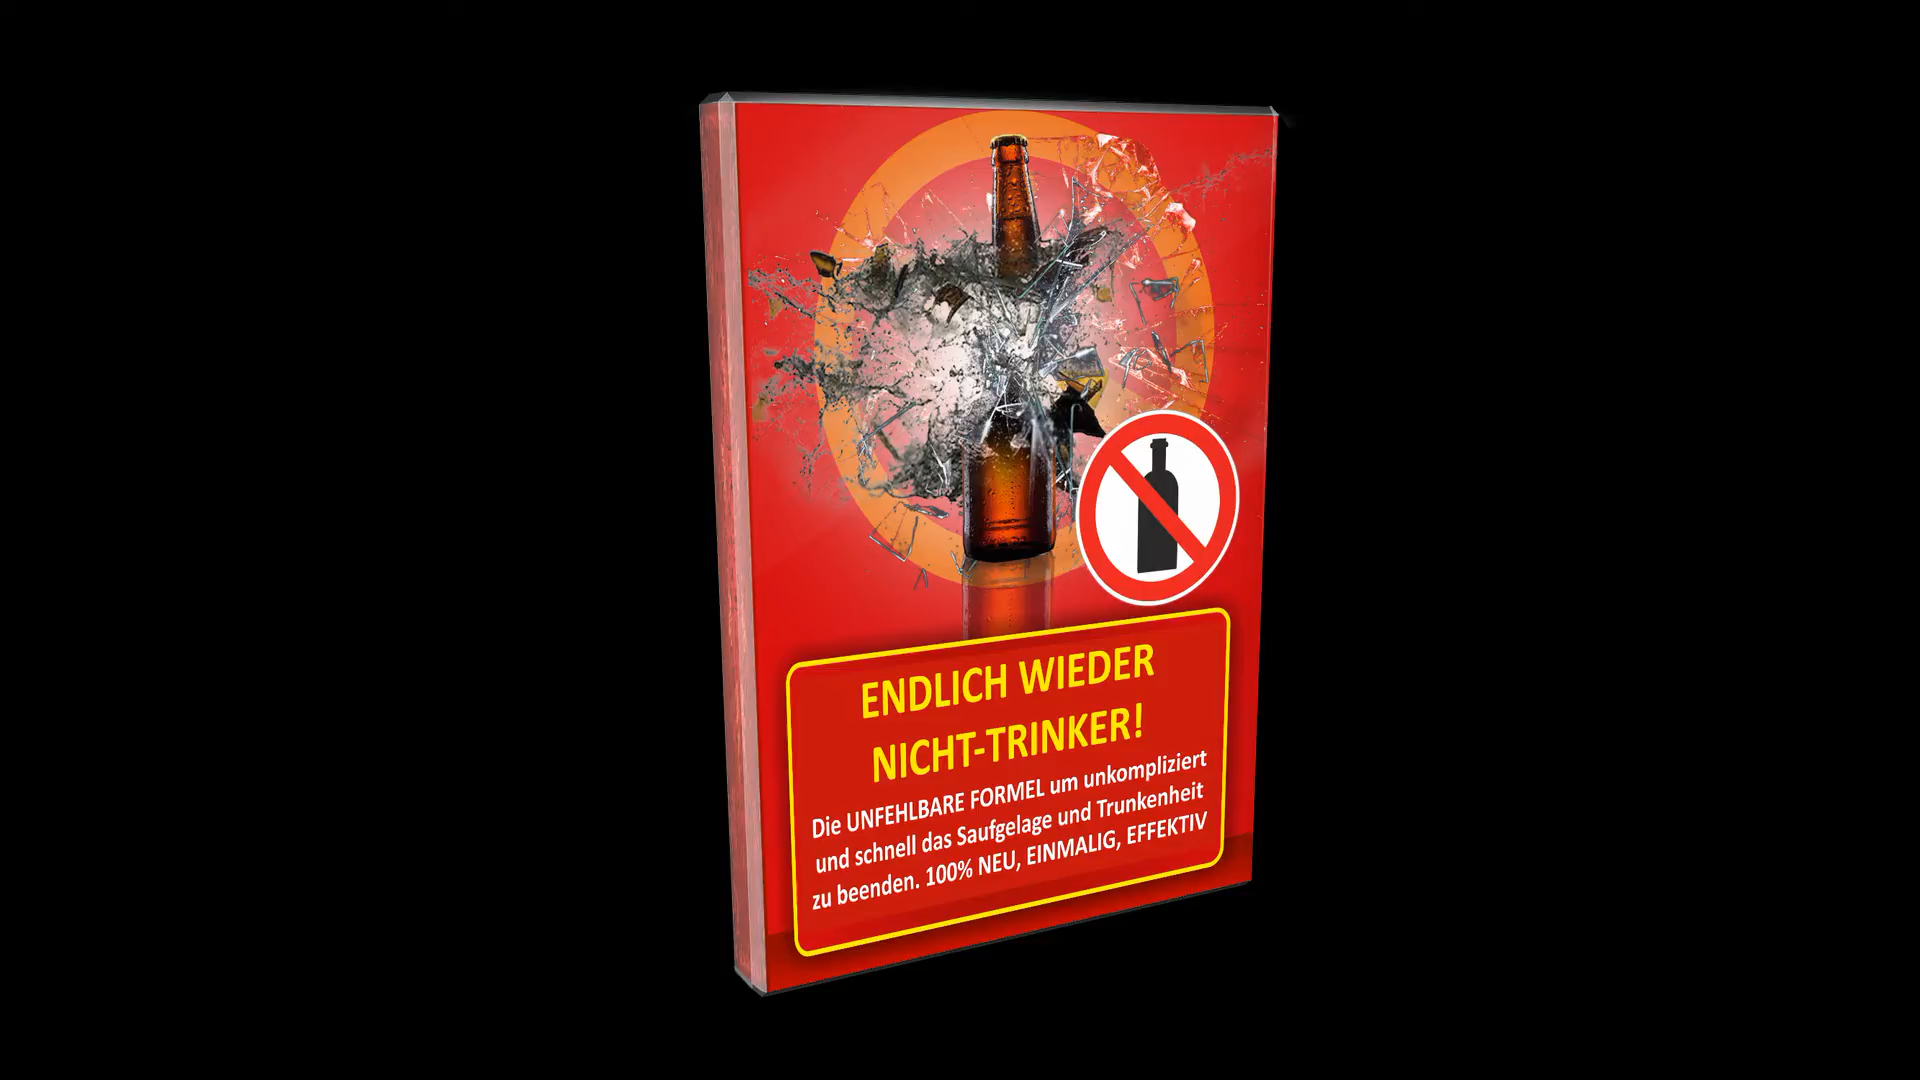 ENDLICH WIEDER
NICHT-TRINKER!
Die UNFEHLBARE FORMEL um unkompliziert
und schnell das Saufgelage und Trunkenheit
zu beenden. 100% NEU, EINMALIG, EFFEKTIV